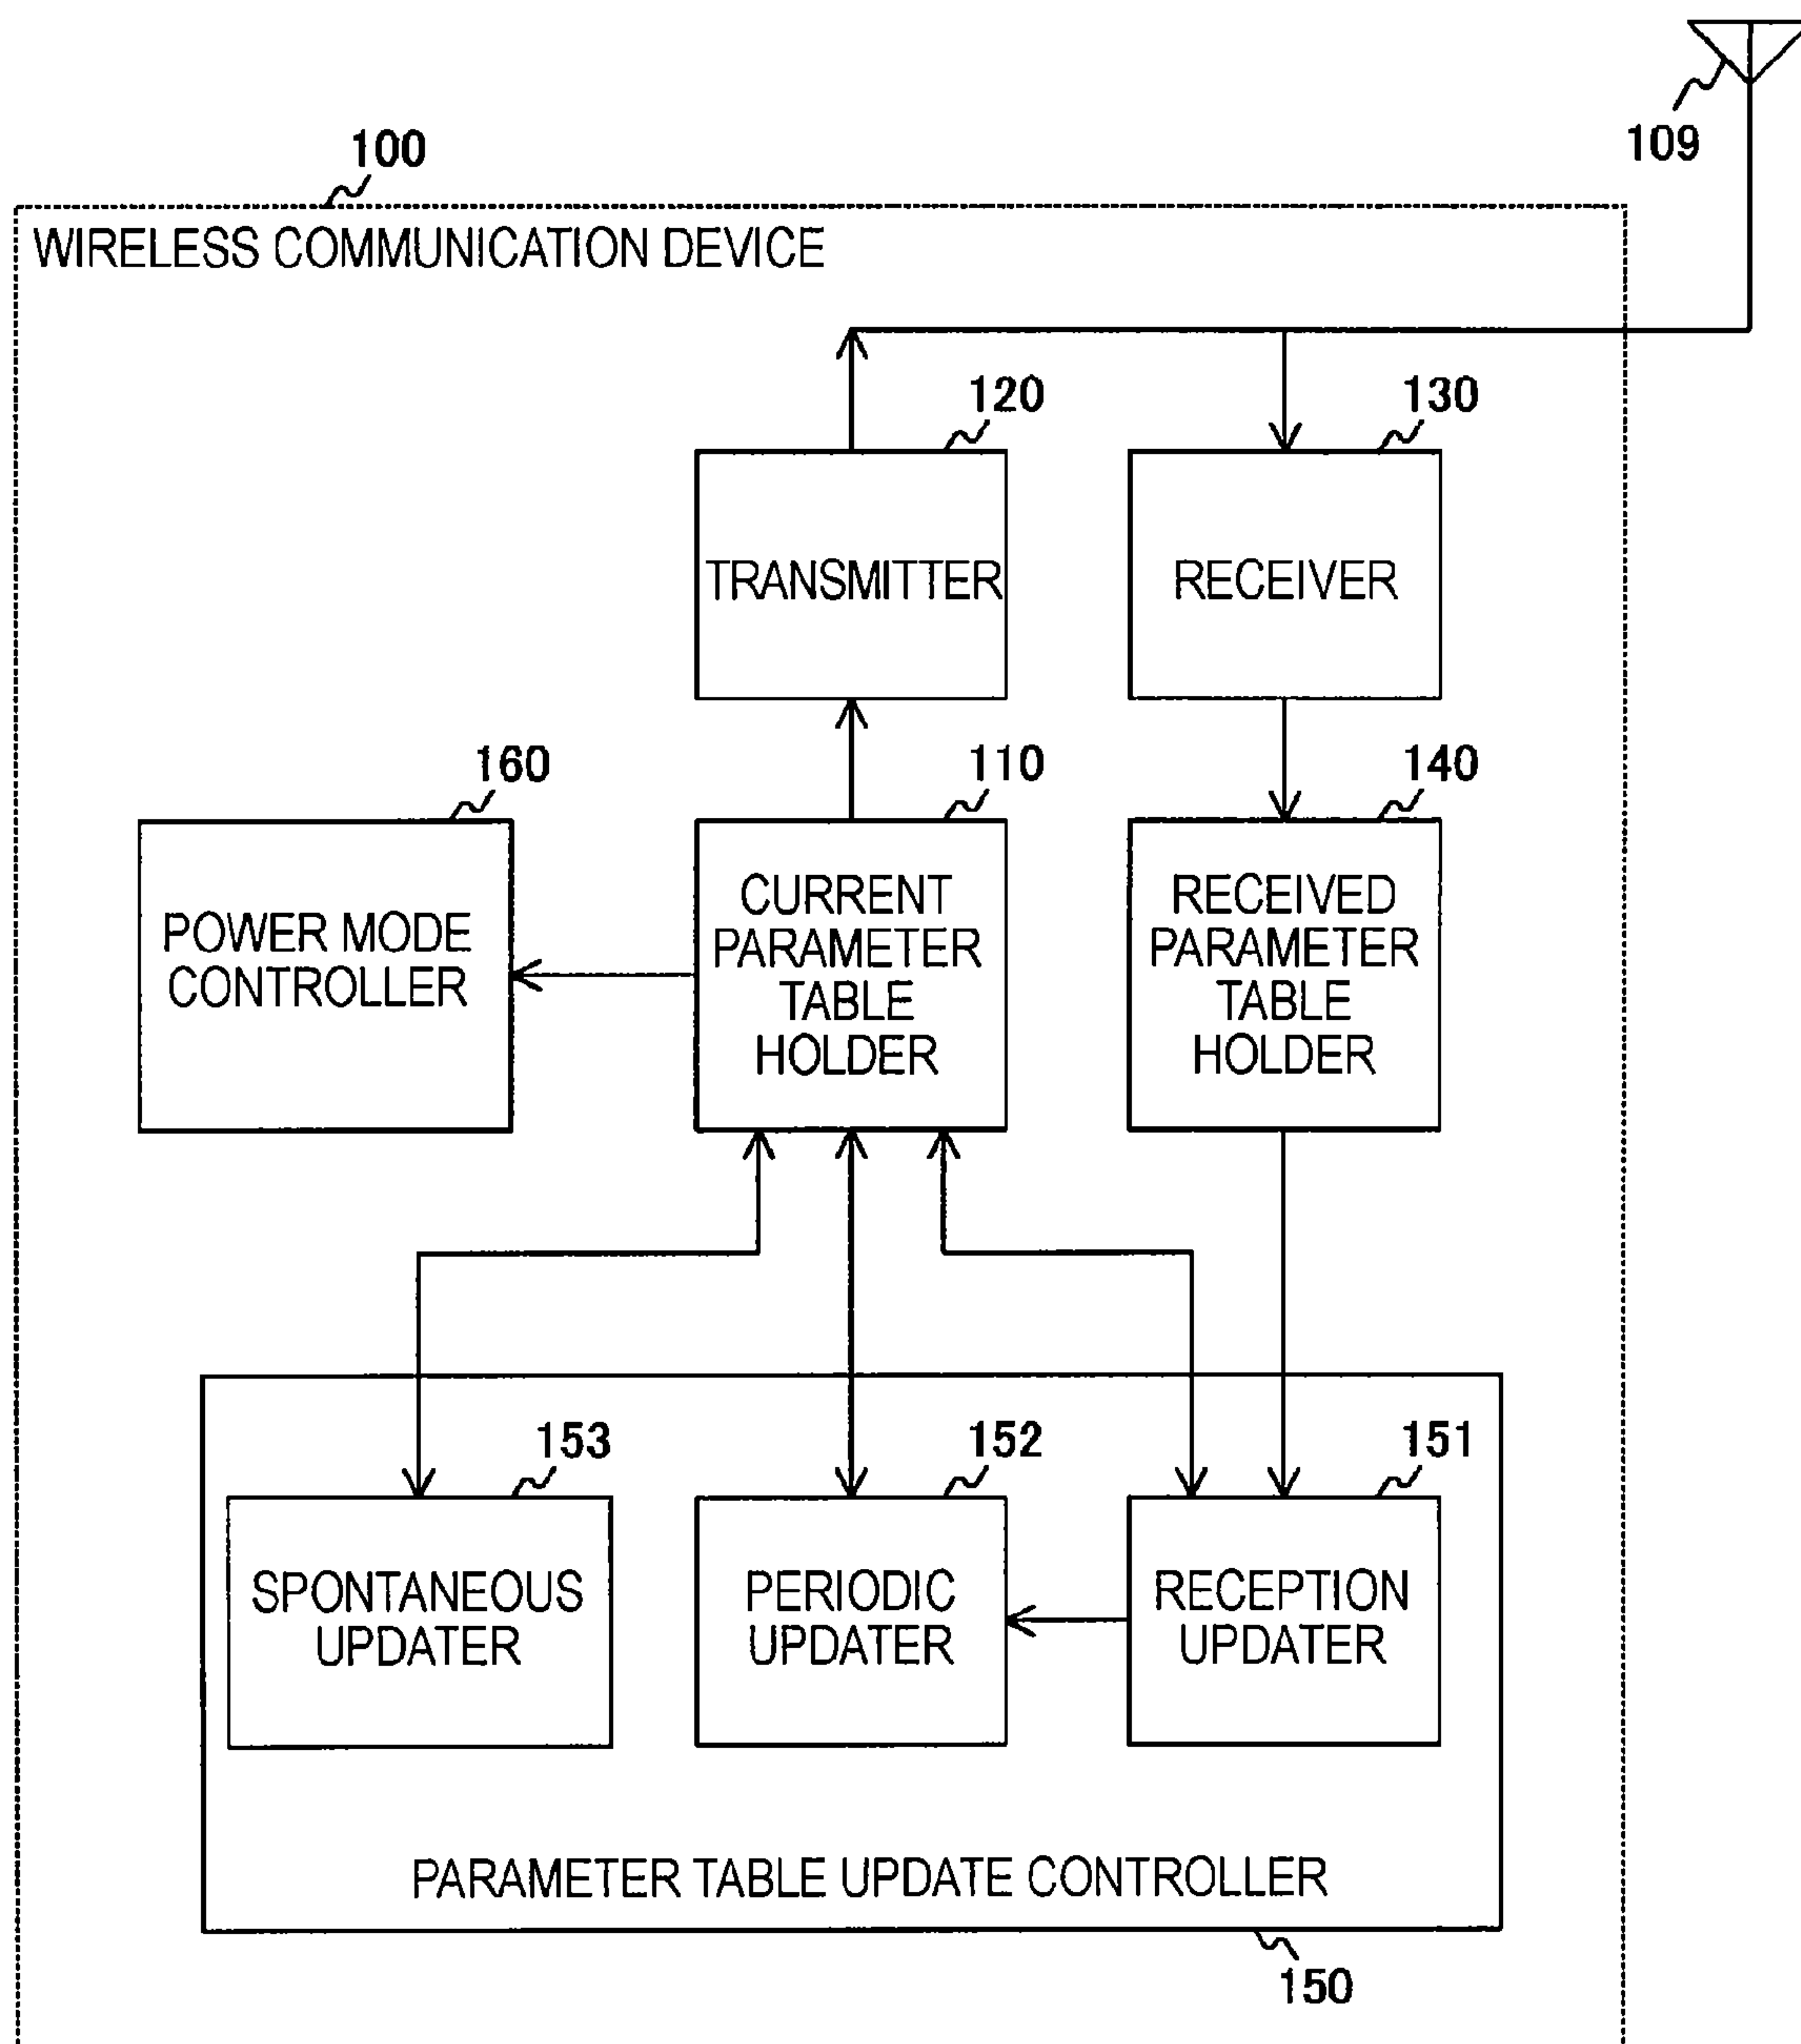 109
100
WIRELESS COMMUNICATION DEVICE
120
130
TRANSMITTER
RECEIVER
160
110
140
POWER MODE
CONTROLLER
CURRENT
PARAMETER
TABLE
HOLDER
RECEIVED
PARAMETER
TABLE
HOLDER
153
152
151
SPONTANEOUS
UPDATER
PERIODIC
UPDATER
RECEPTION
UPDATER
PARAMETER TABLE UPDATE CONTROLLER
150